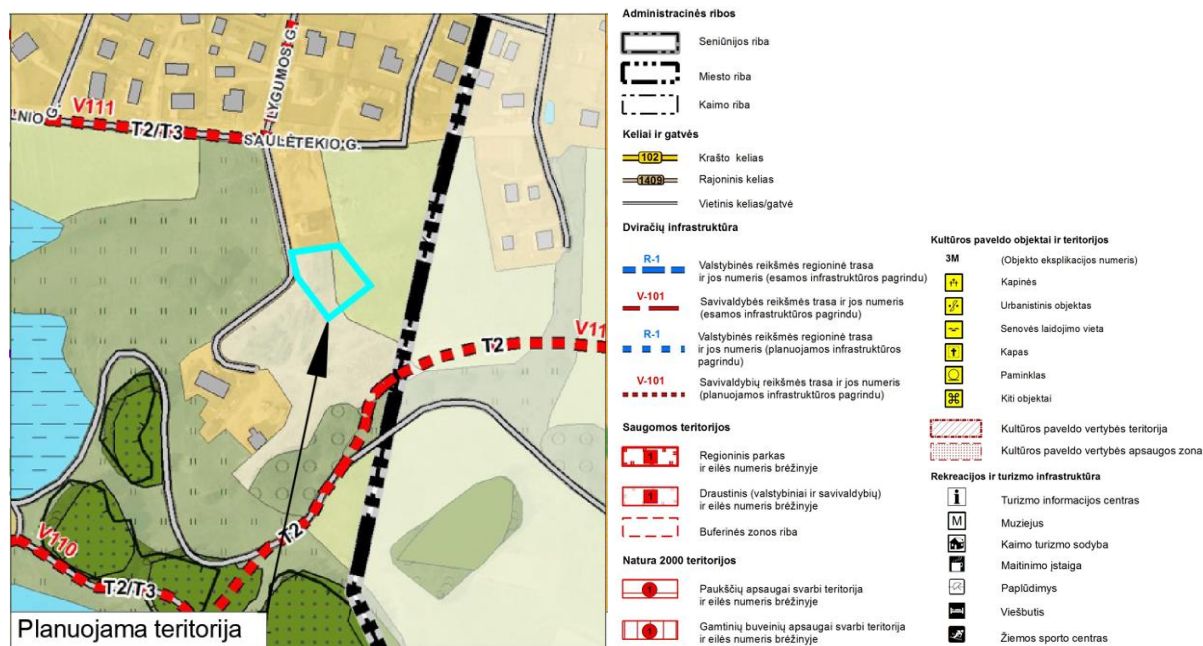 V111
LNIO G.
T2/T3
LYGUMOS G.
SAULĖTEKIO G.
V11
T2
T2
V110
T2/T3
Planuojama teritorija
Administracinės ribos
Seniūnijos riba
Miesto riba
Kaimo riba
Keliai ir gatvės
102
Krašto kelias
1409
Rajoninis kelias
Vietinis kelias/gatvė
Dviračių infrastruktūra
R-1
Valstybinės reikšmės regioninė trasa
ir jos numeris (esamos infrastruktūros pagrindu)
V-101
Savivaldybės reikšmės trasa ir jos numeris
(esamos infrastruktūros pagrindu)
R-1
Valstybinės reikšmės regioninė trasa
ir jos numeris (planuojamos infrastruktūros
pagrindu)
V-101
Savivaldybių reikšmės trasa ir jos numeris
(planuojamos infrastruktūros pagrindu)
Saugomos teritorijos
1
Regioninis parkas
ir eilės numeris brėžinyje
1
Draustinis (valstybiniai ir savivaldybių)
ir eilės numeris brėžinyje
Buferinės zonos riba
Natura 2000 teritorijos
1
Paukščių apsaugai svarbi teritorija
ir eilės numeris brėžinyje
1
Gamtinių buveinių apsaugai svarbi teritorija
ir eilės numeris brėžinyje
Kultūros paveldo objektai ir teritorijos
3M
(Objekto eksplikacijos numeris)
Kapinės
Urbanistinis objektas
Senovės laidojimo vieta
Kapas
Paminklas
Kiti objektai
Kultūros paveldo vertybės teritorija
Kultūros paveldo vertybės apsaugos zona
Rekreacijos ir turizmo infrastruktūra
i
Turizmo informacijos centras
M
Muziejus
Kaimo turizmo sodyba
Maitinimo įstaiga
Paplūdimys
Viešbutis
Žiemos sporto centras